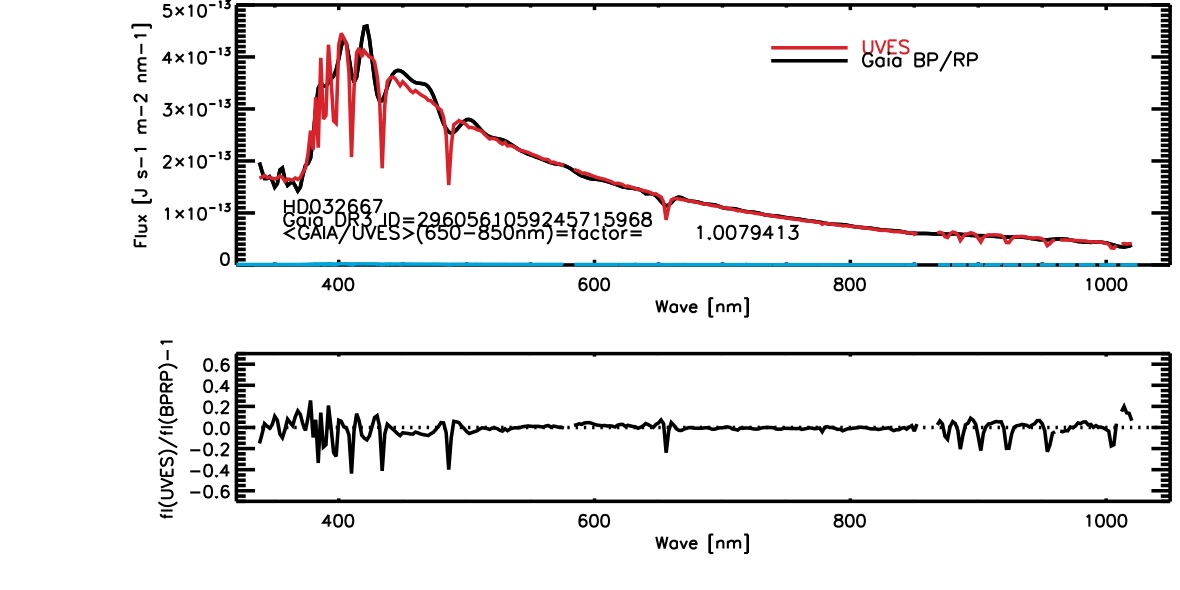 5×10⁻¹³
4×10⁻¹³
3×10⁻¹³
2×10⁻¹³
1×10⁻¹³
0
Flux [J s-1 m-2 nm-1]
UVES
Gaia BP/RP
HD032667
Gaia DR3 ID=2960561059245715968
<GAIA/UVES>(650-850nm)=factor= 1.0079413
400 600 800 1000
Wave [nm]
fl(UVES)/fl(BPRP)-1
0.6
0.4
0.2
0.0
-0.2
-0.4
-0.6
400 600 800 1000
Wave [nm]